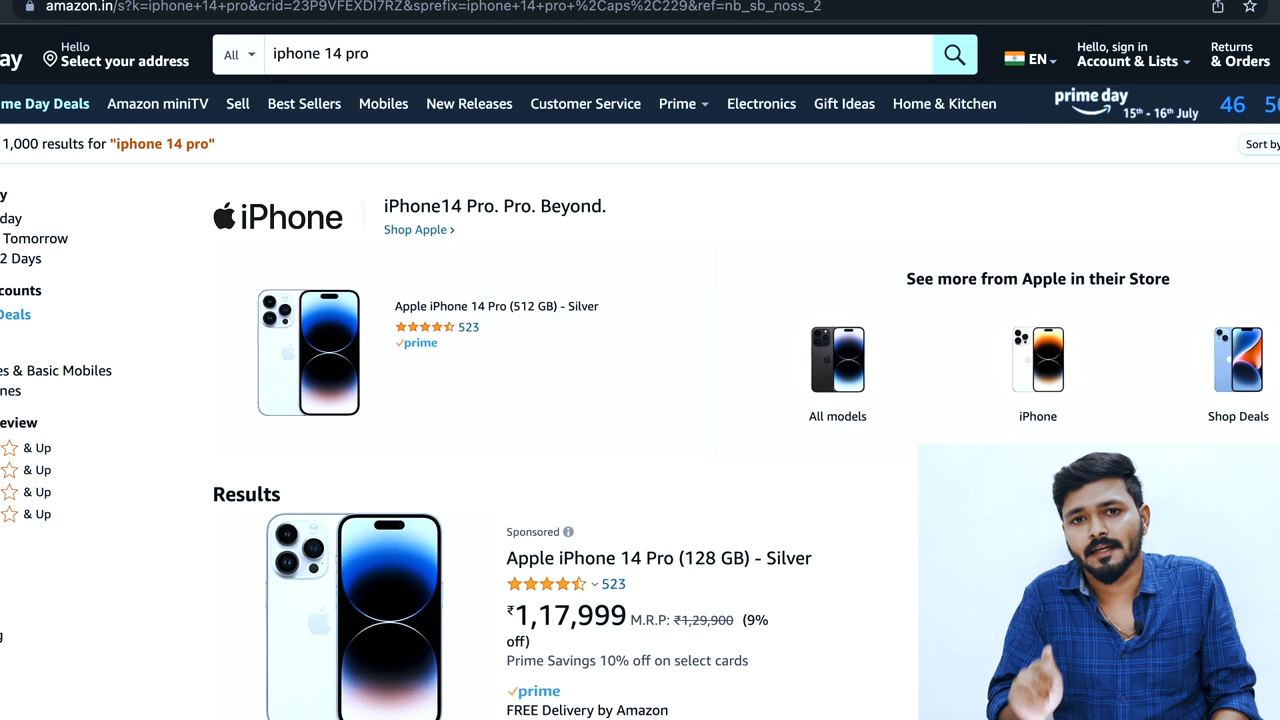 amazon.in/s?k=iphone+14+pro&crid=23P9VFEXDI7RZ&sprefix=iphone+14+pro+%2Caps%2C229&ref=nb_sb_noss_2
ay
Hello
Select your address
All
iphone 14 pro
EN
Hello, sign in
Account & Lists
Returns
& Orders
me Day Deals Amazon miniTV Sell Best Sellers Mobiles New Releases Customer Service Prime Electronics Gift Ideas Home & Kitchen
prime day
15th - 16th July
46 50
1,000 results for "iphone 14 pro"
Sort by
y
day
Tomorrow
2 Days
counts
Deals
es & Basic Mobiles
nes
eview
& Up
& Up
& Up
& Up
g
iPhone
iPhone14 Pro. Pro. Beyond.
Shop Apple ›
Apple iPhone 14 Pro (512 GB) - Silver
523
prime
See more from Apple in their Store
All models
iPhone
Shop Deals
Results
Sponsored
Apple iPhone 14 Pro (128 GB) - Silver
523
₹1,17,999 M.R.P: ₹1,29,900 (9%
off)
Prime Savings 10% off on select cards
prime
FREE Delivery by Amazon